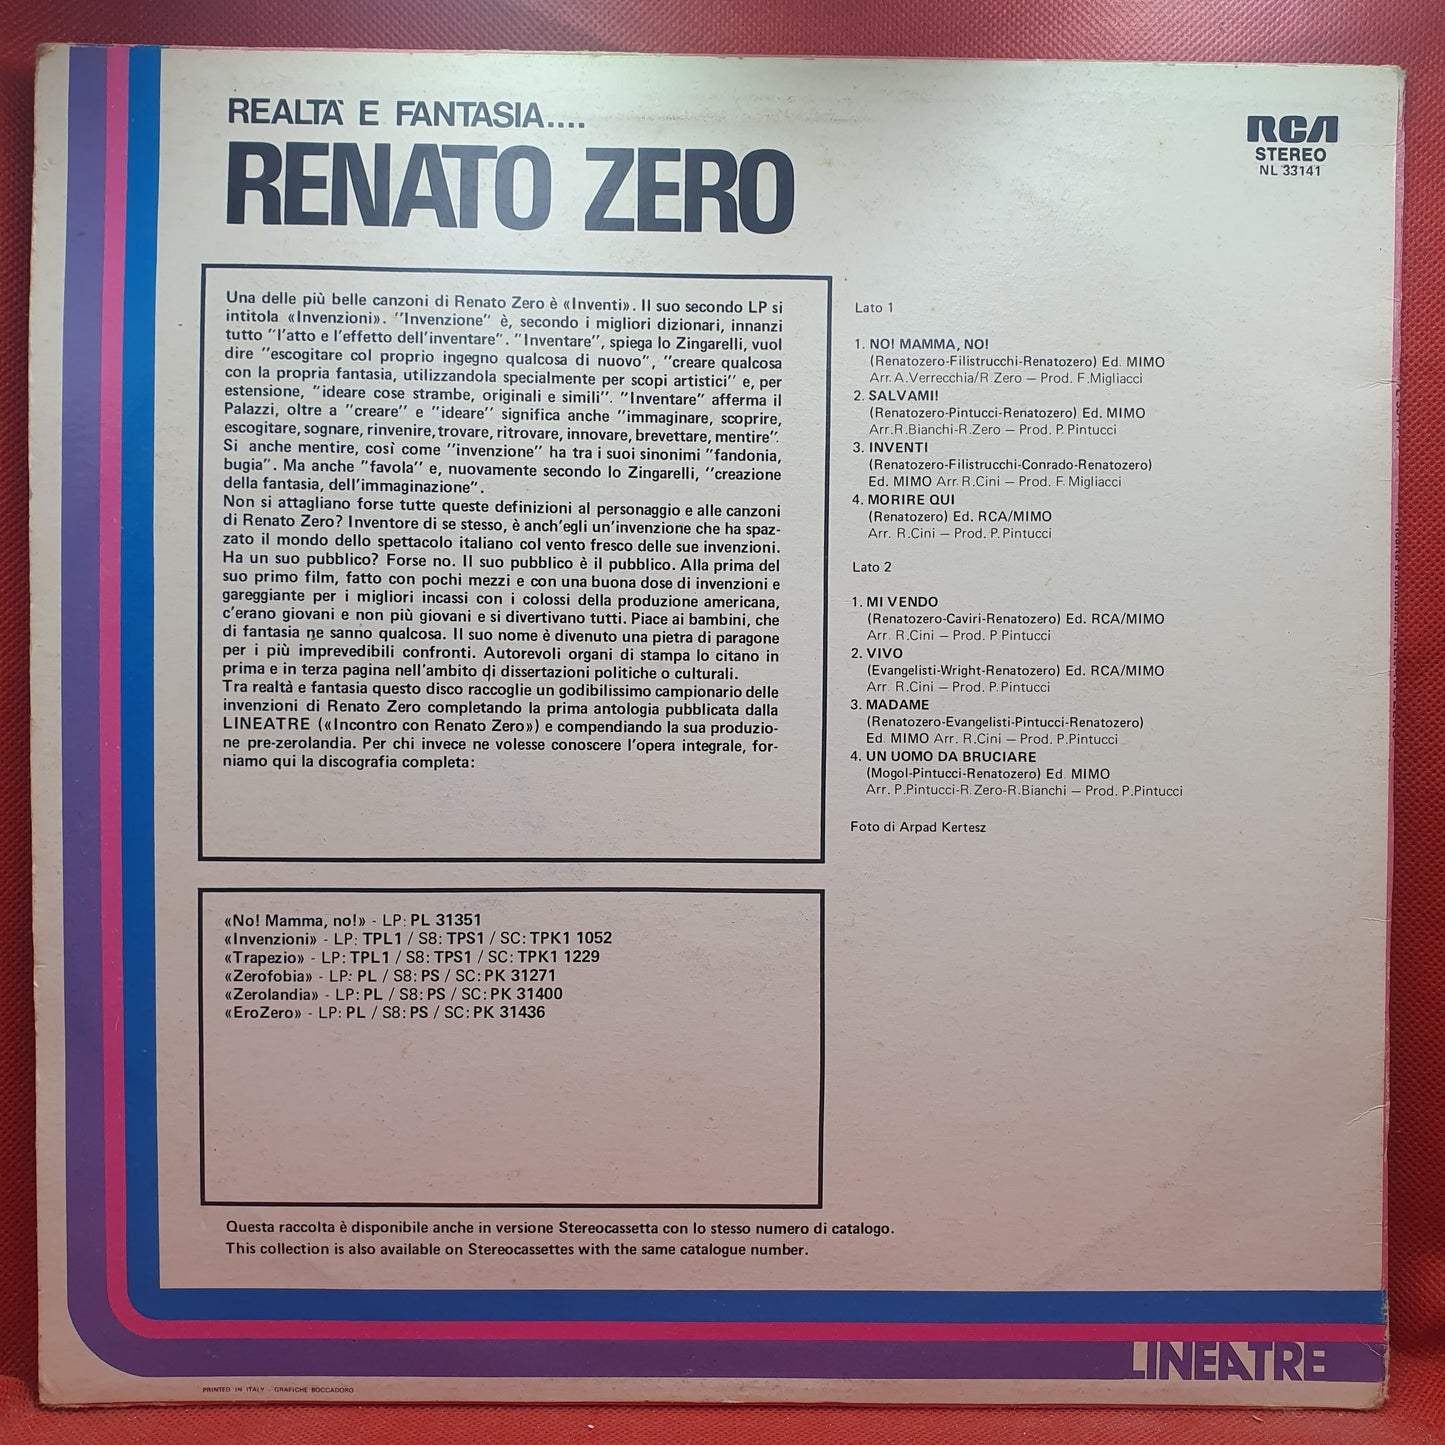 REALTÀ E FANTASIA....
RENATO ZERO
RCA
STEREO
NL 33141
Una delle più belle canzoni di Renato Zero è «Inventi». Il suo secondo LP si
intitola «Invenzioni». "Invenzione" è, secondo i migliori dizionari, innanzi
tutto "l'atto e l'effetto dell'inventare". "Inventare", spiega lo Zingarelli, vuol
dire "escogitare col proprio ingegno qualcosa di nuovo", "creare qualcosa
con la propria fantasia, utilizzandola specialmente per scopi artistici" e, per
estensione, "ideare cose strambe, originali e simili". "Inventare" afferma il
Palazzi, oltre a "creare" e "ideare" significa anche "immaginare, scoprire,
escogitare, sognare, rinvenire, trovare, ritrovare, innovare, brevettare, mentire".
Si anche mentire, così come "invenzione" ha tra i suoi sinonimi "fandonia,
bugia". Ma anche "favola" e, nuovamente secondo lo Zingarelli, "creazione
della fantasia, dell'immaginazione".
Non si attagliano forse tutte queste definizioni al personaggio e alle canzoni
di Renato Zero? Inventore di se stesso, è anch'egli un'invenzione che ha spaz-
zato il mondo dello spettacolo italiano col vento fresco delle sue invenzioni.
Ha un suo pubblico? Forse no. Il suo pubblico è il pubblico. Alla prima del
suo primo film, fatto con pochi mezzi e con una buona dose di invenzioni e
gareggiante per i migliori incassi con i colossi della produzione americana,
c'erano giovani e non più giovani e si divertivano tutti. Piace ai bambini, che
di fantasia ne sanno qualcosa. Il suo nome è divenuto una pietra di paragone
per i più imprevedibili confronti. Autorevoli organi di stampa lo citano in
prima e in terza pagina nell'ambito di dissertazioni politiche o culturali.
Tra realtà e fantasia questo disco raccoglie un godibilissimo campionario delle
invenzioni di Renato Zero completando la prima antologia pubblicata dalla
LINEATRE («Incontro con Renato Zero») e compendiando la sua produzio-
ne pre-zerolandia. Per chi invece ne volesse conoscere l'opera integrale, for-
niamo qui la discografia completa:
«No! Mamma, no!» - LP: PL 31351
«Invenzioni» - LP: TPL1 / S8: TPS1 / SC: TPK1 1052
«Trapezio» - LP: TPL1 / S8: TPS1 / SC: TPK1 1229
«Zerofobia» - LP: PL / S8: PS / SC: PK 31271
«Zerolandia» - LP: PL / S8: PS / SC: PK 31400
«EroZero» - LP: PL / S8: PS / SC: PK 31436
Lato 1
1. NO! MAMMA, NO!
(Renatozero-Filistrucchi-Renatozero) Ed. MIMO
Arr.A.Verrecchia/R.Zero – Prod. F.Migliacci
2. SALVAMI!
(Renatozero-Pintucci-Renatozero) Ed. MIMO
Arr.R.Bianchi-R.Zero – Prod. P.Pintucci
3. INVENTI
(Renatozero-Filistrucchi-Conrado-Renatozero)
Ed. MIMO Arr. R.Cini – Prod. F.Migliacci
4. MORIRE QUI
(Renatozero) Ed. RCA/MIMO
Arr. R.Cini – Prod. P.Pintucci
Lato 2
1. MI VENDO
(Renatozero-Caviri-Renatozero) Ed. RCA/MIMO
Arr. R.Cini – Prod. P.Pintucci
2. VIVO
(Evangelisti-Wright-Renatozero) Ed. RCA/MIMO
Arr. R.Cini – Prod. P.Pintucci
3. MADAME
(Renatozero-Evangelisti-Pintucci-Renatozero)
Ed. MIMO Arr. R.Cini – Prod. P.Pintucci
4. UN UOMO DA BRUCIARE
(Mogol-Pintucci-Renatozero) Ed. MIMO
Arr. P.Pintucci-R.Zero-R.Bianchi – Prod. P.Pintucci
Foto di Arpad Kertesz
Questa raccolta è disponibile anche in versione Stereocassetta con lo stesso numero di catalogo.
This collection is also available on Stereocassettes with the same catalogue number.
LINEATRE
PRINTED IN ITALY - GRAFICHE BOCCADORO